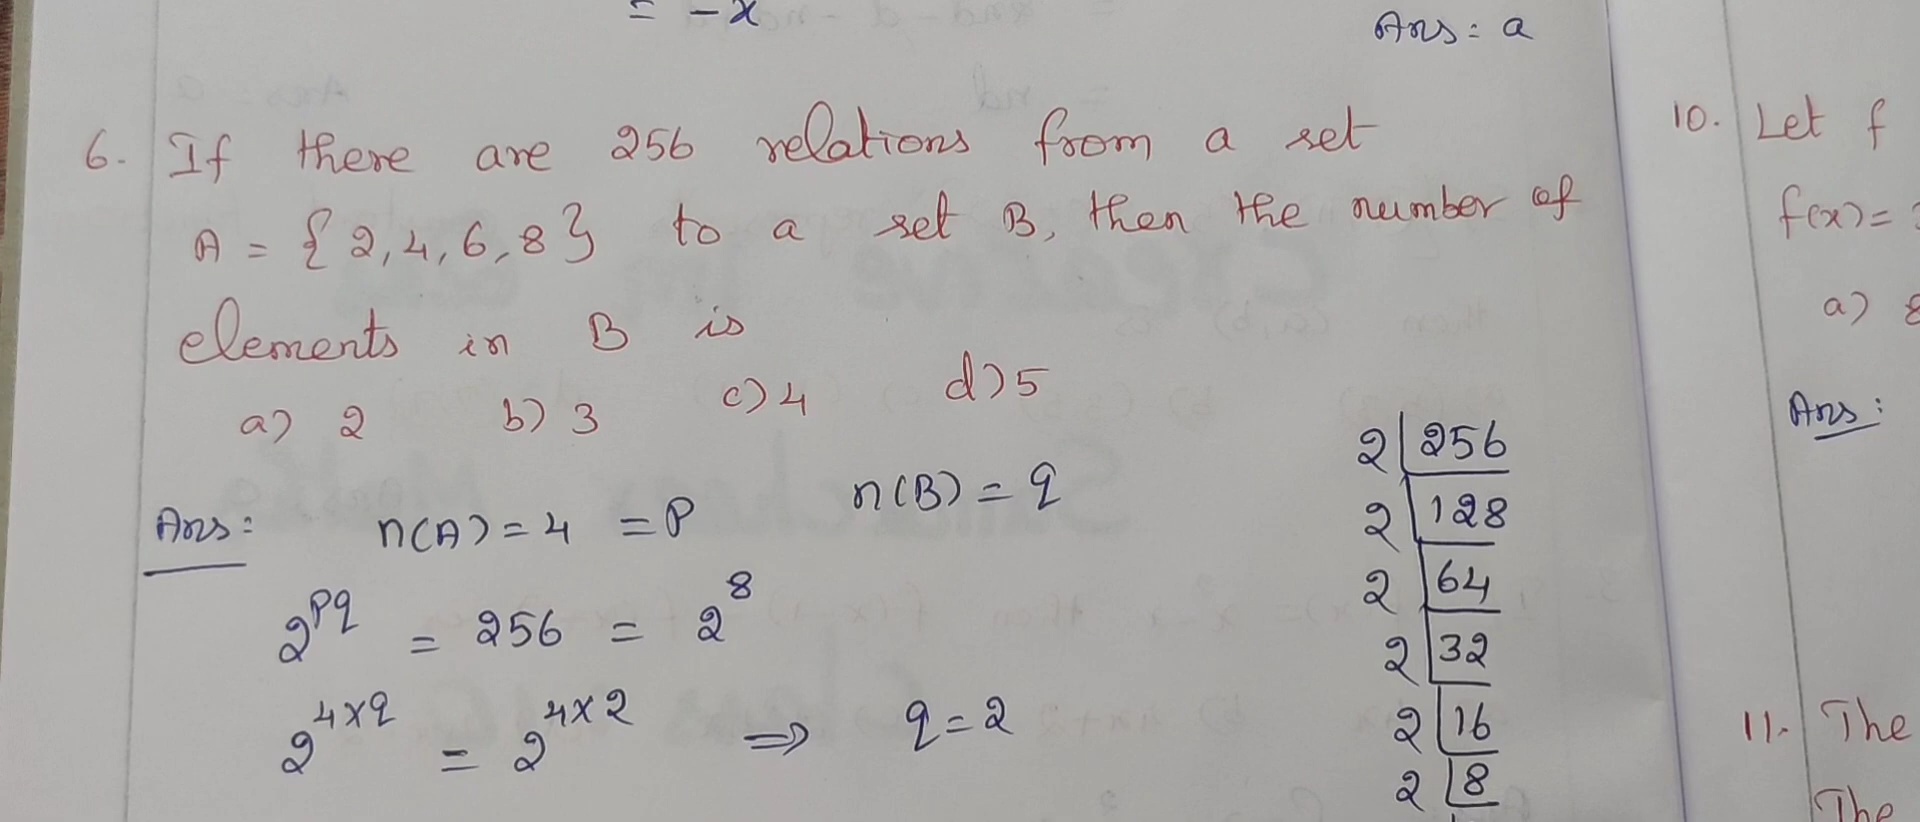 = -x
Ans: a
6. If there are 256 relations from a set
A = {2,4,6,8} to a set B, then the number of
elements in B is
a) 2 b) 3 c) 4 d) 5
Ans: n(A) = 4 = P n(B) = q
2^{pq} = 256 = 2^8
2^{4×q} = 2^{4×2} ⇒ q = 2
2 | 256
2 | 128
2 | 64
2 | 32
2 | 16
2 | 8
10. Let f
f(x) =
a) 8
Ans:
11. The
The